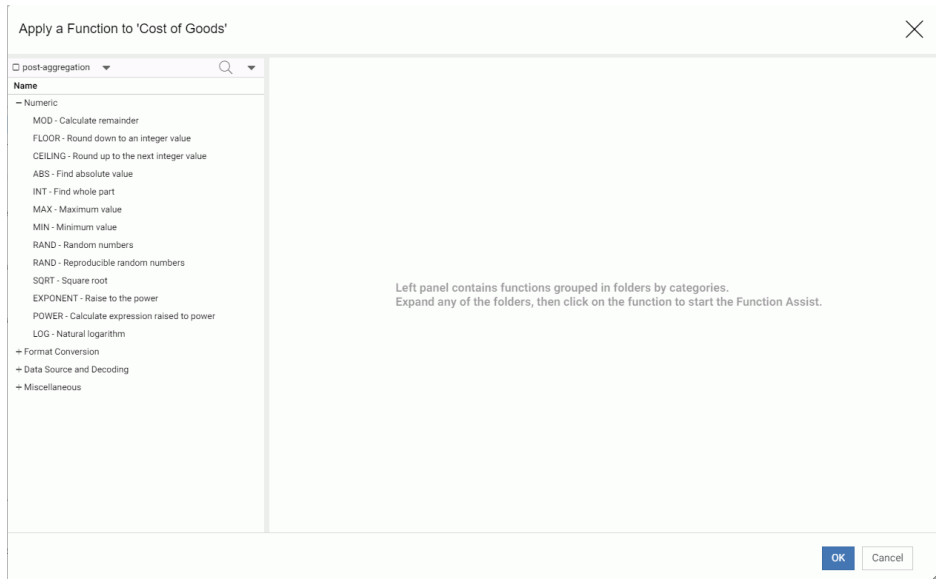 Apply a Function to 'Cost of Goods'
post-aggregation
Name
Numeric
MOD - Calculate remainder
FLOOR - Round down to an integer value
CEILING - Round up to the next integer value
ABS - Find absolute value
INT - Find whole part
MAX - Maximum value
MIN - Minimum value
RAND - Random numbers
RAND - Reproducible random numbers
SQRT - Square root
EXPONENT - Raise to the power
POWER - Calculate expression raised to power
LOG - Natural logarithm
Format Conversion
Data Source and Decoding
Miscellaneous
Left panel contains functions grouped in folders by categories.
Expand any of the folders, then click on the function to start the Function Assist.
OK Cancel